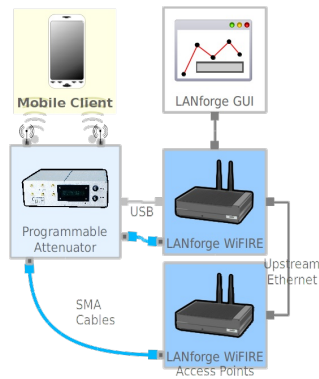 Mobile Client
LANforge GUI
USB
Programmable
Attenuator
LANforge WiFIRE
Upstream
Ethernet
SMA
Cables
LANforge WiFIRE
Access Points